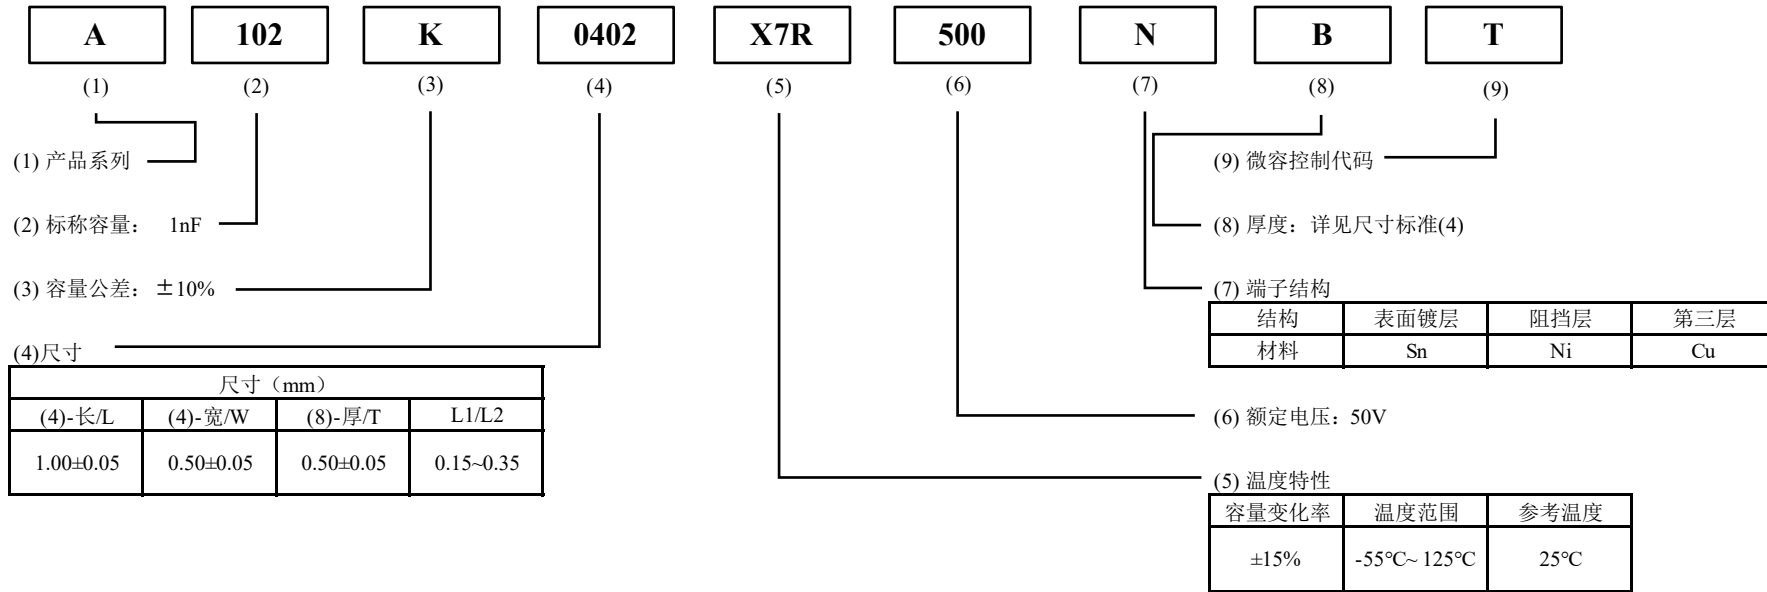 A 102 K 0402 X7R 500 N B T
(1) (2) (3) (4) (5) (6) (7) (8) (9)
(1) 产品系列
(2) 标称容量： 1nF
(3) 容量公差：±10%
(4)尺寸
尺寸（mm）
(4)-长/L (4)-宽/W (8)-厚/T L1/L2
1.00±0.05 0.50±0.05 0.50±0.05 0.15~0.35
(9) 微容控制代码
(8) 厚度：详见尺寸标准(4)
(7) 端子结构
结构 表面镀层 阻挡层 第三层
材料 Sn Ni Cu
(6) 额定电压：50V
(5) 温度特性
容量变化率 温度范围 参考温度
±15% -55℃~ 125℃ 25℃